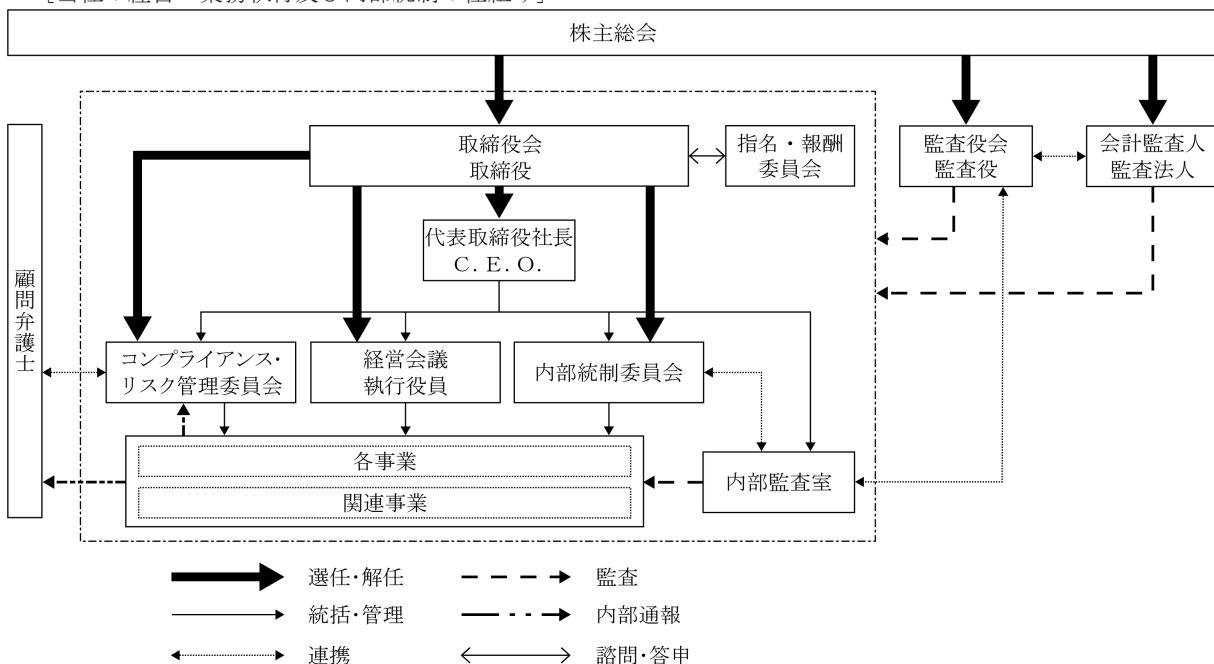 [当社の経営・業務執行及び内部統制の仕組み]
株主総会
取締役会
取締役
指名・報酬
委員会
監査役会
監査役
会計監査人
監査法人
代表取締役社長
C. E. O.
顧問弁護士
コンプライアンス・
リスク管理委員会
経営会議
執行役員
内部統制委員会
各事業
関連事業
内部監査室
選任・解任
監査
統括・管理
内部通報
連携
諮問・答申